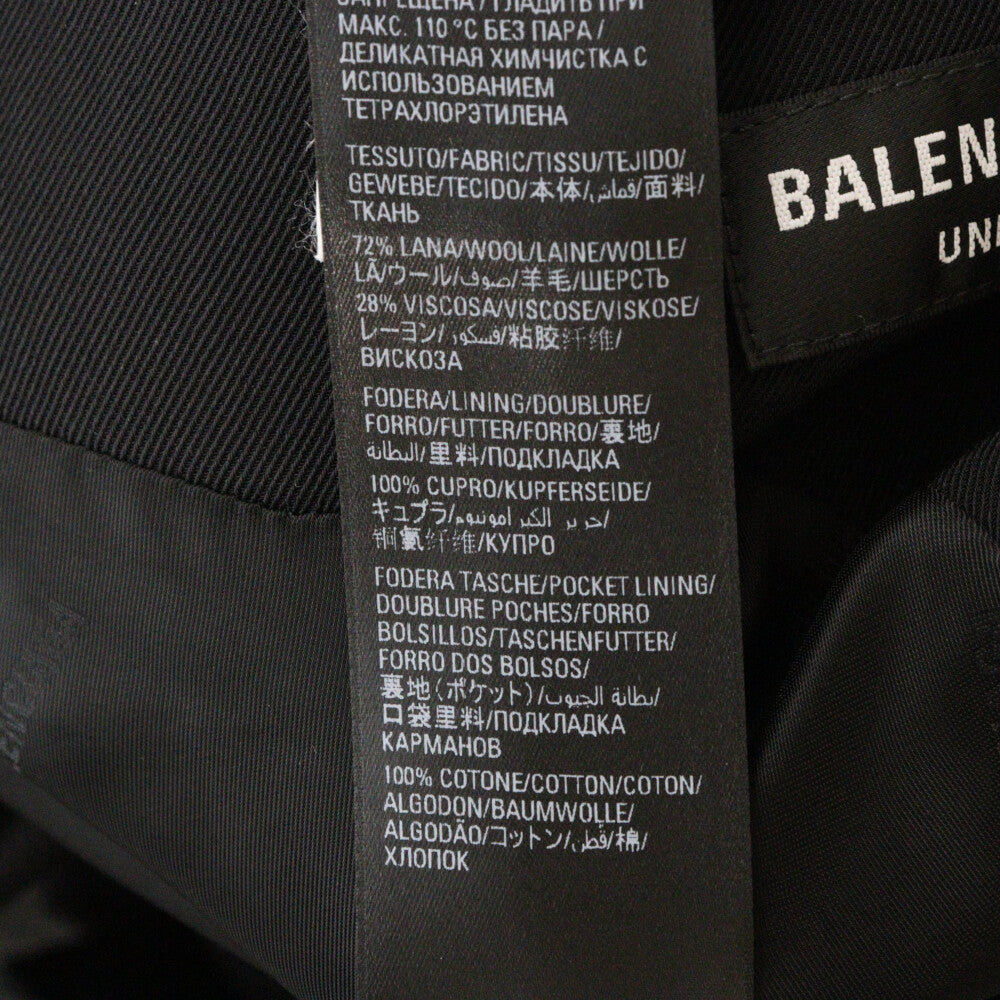 ЗАПРЕЩЕНА / ГЛАДИТЬ ПРИ
МАКС. 110 °C БЕЗ ПАРА /
ДЕЛИКАТНАЯ ХИМЧИСТКА С
ИСПОЛЬЗОВАНИЕМ
ТЕТРАХЛОРЭТИЛЕНА
TESSUTO/FABRIC/TISSU/TEJIDO/
GEWEBE/TECIDO/本体/قماش/面料/
ТКАНЬ
72% LANA/WOOL/LAINE/WOLLE/
LÃ/ウール/صوف/羊毛/ШЕРСТЬ
28% VISCOSA/VISCOSE/VISKOSE/
レーヨン/فسكوز/粘胶纤维/
ВИСКОЗА
FODERA/LINING/DOUBLURE/
FORRO/FUTTER/FORRO/裏地/
البطانة/里料/ПОДКЛАДКА
100% CUPRO/KUPFERSEIDE/
キュプラ/حرير الكبر امونيوم/
铜氨纤维/КУПРО
FODERA TASCHE/POCKET LINING/
DOUBLURE POCHES/FORRO
BOLSILLOS/TASCHENFUTTER/
FORRO DOS BOLSOS/
裏地(ポケット)/بطانة الجيوب/
口袋里料/ПОДКЛАДКА
КАРМАНОВ
100% COTONE/COTTON/COTON/
ALGODON/BAUMWOLLE/
ALGODÃO/コットン/قطن/棉/
ХЛОПОК
BALEN
UNI